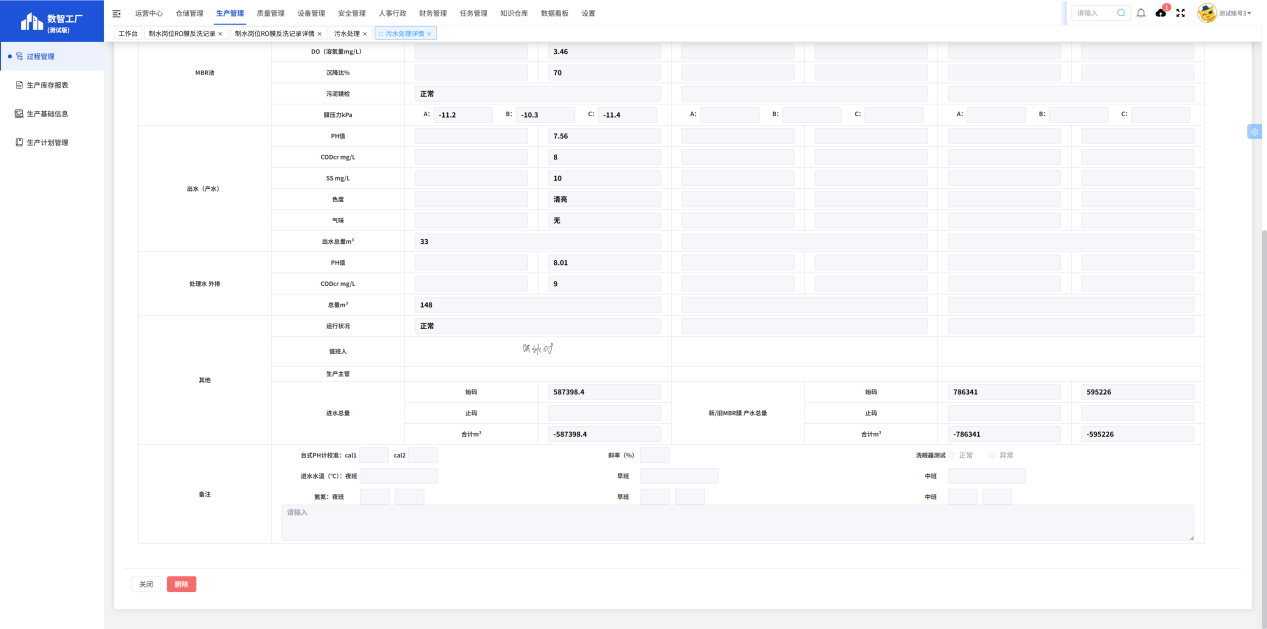 数智工厂
(测试版)
运营中心 仓储管理 生产管理 质量管理 设备管理 安全管理 人事行政 财务管理 任务管理 知识仓库 数据看板 设置
请输入
1
测试账号3
工作台 制水岗位RO膜反洗记录 × 制水岗位RO膜反洗记录详情 × 污水处理 × 污水处理详情 ×
过程管理
生产库存报表
生产基础信息
生产计划管理
MBR池
DO（溶氧量mg/L） 3.46
沉降比% 70
污泥镜检 正常
膜压力kPa A: -11.2 B: -10.3 C: -11.4 A: B: C: A: B: C:
出水（产水）
PH值 7.56
CODcr mg/L 8
SS mg/L 10
色度 清亮
气味 无
出水总量m³ 33
处理水 外排
PH值 8.01
CODcr mg/L 9
总量m³ 148
其他
运行状况 正常
值班人
生产主管
进水总量 始码 587398.4 新/旧MBR膜 产水总量 始码 786341 595226
止码 止码
合计m³ -587398.4 合计m³ -786341 -595226
备注
台式PH计校准：cal1 cal2 斜率（%） 洗眼器测试 正常 异常
进水水温（℃）：夜班 早班 中班
氨氮：夜班 早班 中班
请输入
关闭 删除